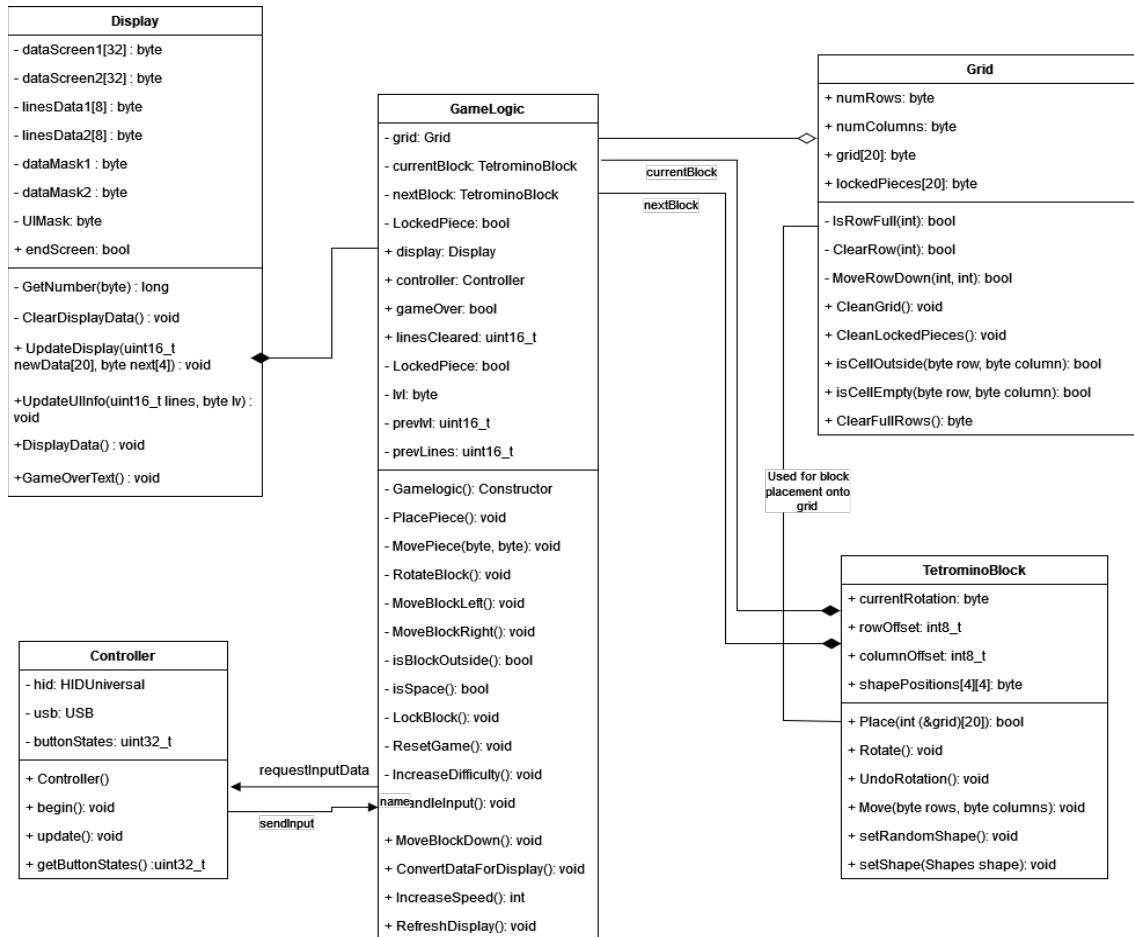 Display
- dataScreen1[32] : byte
- dataScreen2[32] : byte
- linesData1[8] : byte
- linesData2[8] : byte
- dataMask1 : byte
- dataMask2 : byte
- UIMask: byte
+ endScreen: bool
- GetNumber(byte) : long
- ClearDisplayData() : void
+ UpdateDisplay(uint16_t
newData[20], byte next[4]) : void
+UpdateUIInfo(uint16_t lines, byte lv) :
void
+DisplayData() : void
+GameOverText() : void
GameLogic
- grid: Grid
- currentBlock: TetrominoBlock
- nextBlock: TetrominoBlock
- LockedPiece: bool
+ display: Display
+ controller: Controller
+ gameOver: bool
+ linesCleared: uint16_t
- LockedPiece: bool
- lvl: byte
- prevlvl: uint16_t
- prevLines: uint16_t
- Gamelogic(): Constructor
- PlacePiece(): void
- MovePiece(byte, byte): void
- RotateBlock(): void
- MoveBlockLeft(): void
- MoveBlockRight(): void
- isBlockOutside(): bool
- isSpace(): bool
- LockBlock(): void
- ResetGame(): void
- IncreaseDifficulty(): void
andleInput(): void
+ MoveBlockDown(): void
+ ConvertDataForDisplay(): void
+ IncreaseSpeed(): int
+ RefreshDisplay(): void
name
currentBlock
nextBlock
Grid
+ numRows: byte
+ numColumns: byte
+ grid[20]: byte
+ lockedPieces[20]: byte
- IsRowFull(int): bool
- ClearRow(int): bool
- MoveRowDown(int, int): bool
+ CleanGrid(): void
+ CleanLockedPieces(): void
+ isCellOutside(byte row, byte column): bool
+ isCellEmpty(byte row, byte column): bool
+ClearFullRows(): byte
Used for block
placement onto
grid
TetrominoBlock
+ currentRotation: byte
+ rowOffset: int8_t
+ columnOffset: int8_t
+ shapePositions[4][4]: byte
+ Place(int (&grid)[20]): bool
+ Rotate(): void
+ UndoRotation(): void
+ Move(byte rows, byte columns): void
+ setRandomShape(): void
+ setShape(Shapes shape): void
Controller
- hid: HIDUniversal
- usb: USB
- buttonStates: uint32_t
+ Controller()
+ begin(): void
+ update(): void
+ getButtonStates() :uint32_t
requestInputData
sendInput